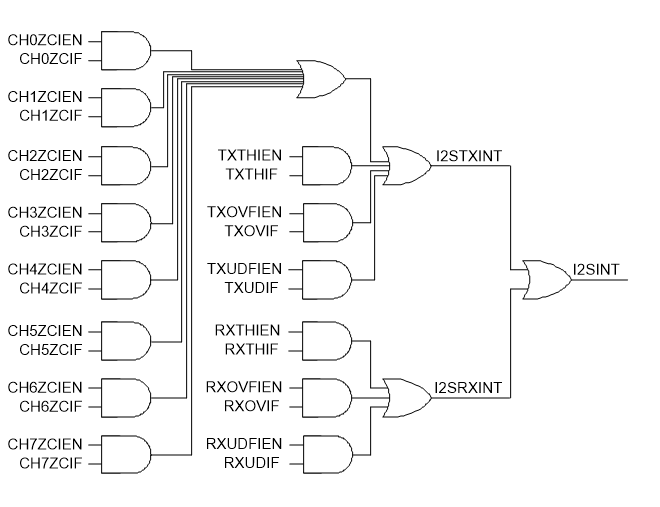 CH0ZCIEN
CH0ZCIF
CH1ZCIEN
CH1ZCIF
CH2ZCIEN
CH2ZCIF
CH3ZCIEN
CH3ZCIF
CH4ZCIEN
CH4ZCIF
CH5ZCIEN
CH5ZCIF
CH6ZCIEN
CH6ZCIF
CH7ZCIEN
CH7ZCIF
TXTHIEN
TXTHIF
TXOVFIEN
TXOVIF
TXUDFIEN
TXUDIF
RXTHIEN
RXTHIF
RXOVFIEN
RXOVIF
RXUDFIEN
RXUDIF
I2STXINT
I2SRXINT
I2SINT